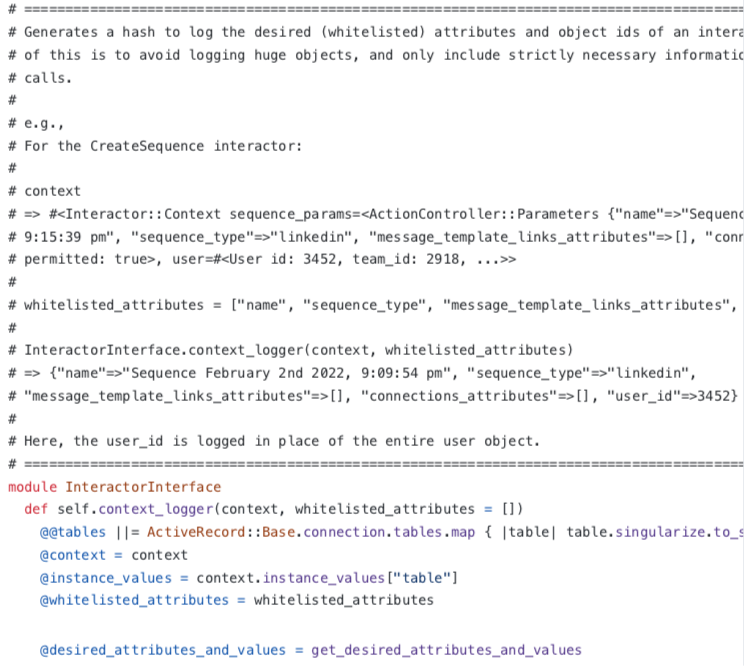 # ========================================================================================
# Generates a hash to log the desired (whitelisted) attributes and object ids of an
# of this is to avoid logging huge objects, and only include strictly necessary
# calls.
#
# e.g.,
# For the CreateSequence interactor:
#
# context
# => #<Interactor::Context sequence_params=<ActionController::Parameters {"name"=>"Sequenc
# 9:15:39 pm", "sequence_type"=>"linkedin", "message_template_links_attributes"=>[], "conr
# permitted: true>, user=#<User id: 3452, team_id: 2918, ...>>
#
# whitelisted_attributes = ["name", "sequence_type", "message_template_links_attributes",
#
# InteractorInterface.context_logger(context, whitelisted_attributes)
# => {"name"=>"Sequence February 2nd 2022, 9:09:54 pm", "sequence_type"=>"linkedin",
# "message_template_links_attributes"=>[], "connections_attributes"=>[], "user_id"=>3452}
#
# Here, the user_id is logged in place of the entire user object.
# ========================================================================================
module InteractorInterface
def self.context_logger(context, whitelisted_attributes = [])
@@tables ||= ActiveRecord::Base.connection.tables.map { |table| table.singularize.to_s
@context = context
@instance_values = context.instance_values["table"]
@whitelisted_attributes = whitelisted_attributes
@desired_attributes_and_values = get_desired_attributes_and_values